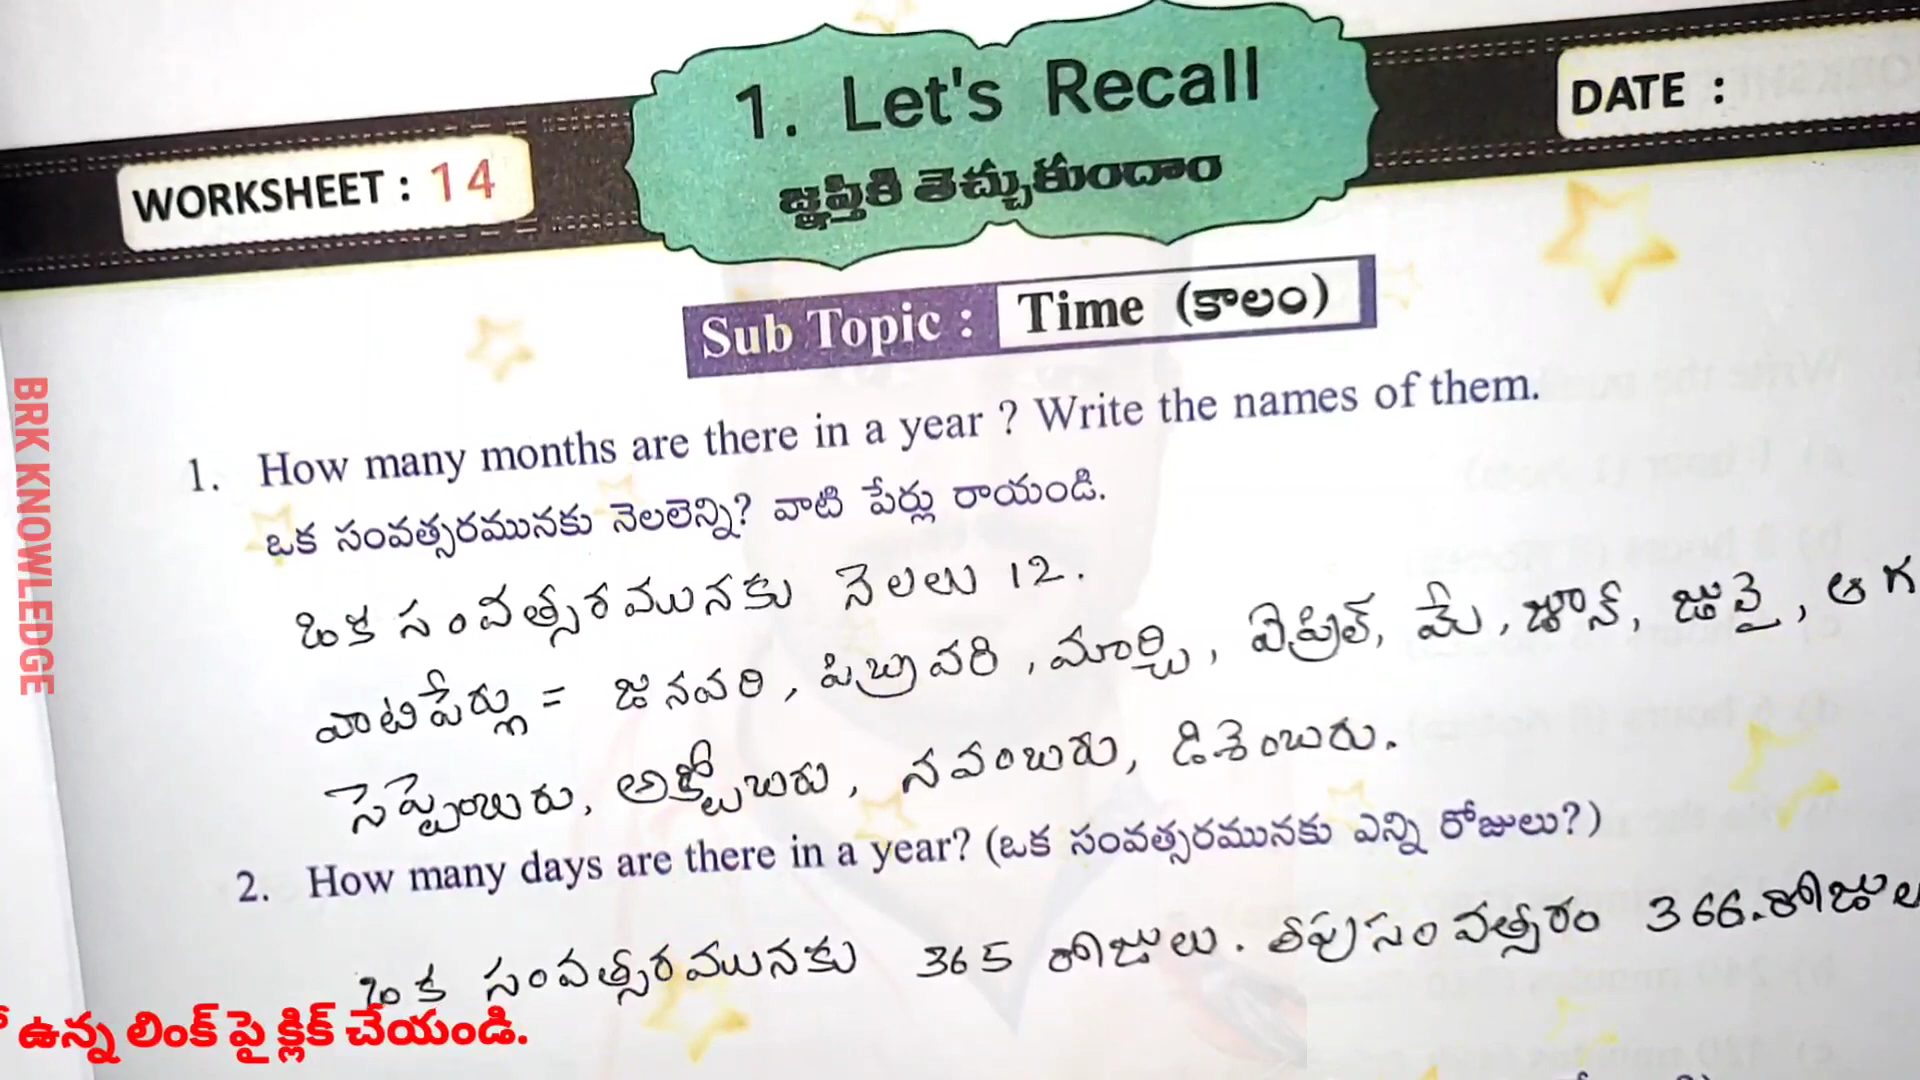 1. Let's Recall
జ్ఞప్తికి తెచ్చుకుందాం
WORKSHEET : 14
DATE :
Sub Topic : Time (కాలం)
1. How many months are there in a year ? Write the names of them.
ఒక సంవత్సరమునకు నెలలెన్ని? వాటి పేర్లు రాయండి.
ఒక సంవత్సరమునకు నెలలు 12.
వాటిపేర్లు = జనవరి, పిబ్రవరి, మార్చి, ఏప్రిల్, మే, జూన్, జులై, ఆగ
సెప్టెంబరు, అక్టోబరు, నవంబరు, డిశెంబరు.
2. How many days are there in a year? (ఒక సంవత్సరమునకు ఎన్ని రోజులు?)
ఒక సంవత్సరమునకు 365 రోజులు. లీపు సంవత్సరం 366. రోజుల
ఉన్న లింక్ పై క్లిక్ చేయండి.
BRK KNOWLEDGE